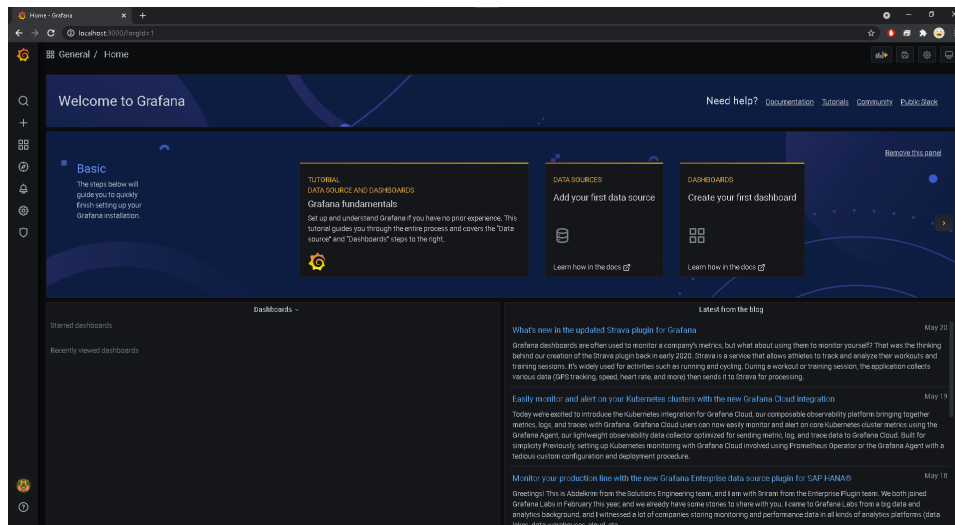 Home - Grafana
localhost:3000/?orgId=1
General / Home
Welcome to Grafana
Need help? Documentation Tutorials Community Public Slack
Remove this panel
Basic
The steps below will
guide you to quickly
finish setting up your
Grafana installation.
TUTORIAL
DATA SOURCE AND DASHBOARDS
Grafana fundamentals
Set up and understand Grafana if you have no prior experience. This
tutorial guides you through the entire process and covers the "Data
source" and "Dashboards" steps to the right.
DATA SOURCES
Add your first data source
Learn how in the docs
DASHBOARDS
Create your first dashboard
Learn how in the docs
Dashboards
Starred dashboards
Recently viewed dashboards
Latest from the blog
What's new in the updated Strava plugin for Grafana
May 20
Grafana dashboards are often used to monitor a company's metrics, but what about using them to monitor yourself? That was the thinking
behind our creation of the Strava plugin back in early 2020. Strava is a service that allows athletes to track and analyze their workouts and
training sessions. It's widely used for activities such as running and cycling. During a workout or training session, the application collects
various data (GPS tracking, speed, heart rate, and more) then sends it to Strava for processing.
Easily monitor and alert on your Kubernetes clusters with the new Grafana Cloud integration
May 19
Today we're excited to introduce the Kubernetes integration for Grafana Cloud, our composable observability platform bringing together
metrics, logs, and traces with Grafana. Grafana Cloud users can now easily monitor and alert on core Kubernetes cluster metrics using the
Grafana Agent, our lightweight observability data collector optimized for sending metric, log, and trace data to Grafana Cloud. Built for
simplicity Previously, setting up Kubernetes monitoring with Grafana Cloud involved using Prometheus Operator or the Grafana Agent with a
tedious custom configuration and deployment procedure.
Monitor your production line with the new Grafana Enterprise data source plugin for SAP HANA®
May 18
Greetings! This is Abdelkrim from the Solutions Engineering team, and I am with Sriram from the Enterprise Plugin team. We both joined
Grafana Labs in February this year, and we already have some stories to share with you. I came to Grafana Labs from a big data and
analytics background, and I witnessed a lot of companies storing monitoring and performance data in all kinds of analytics platforms (data